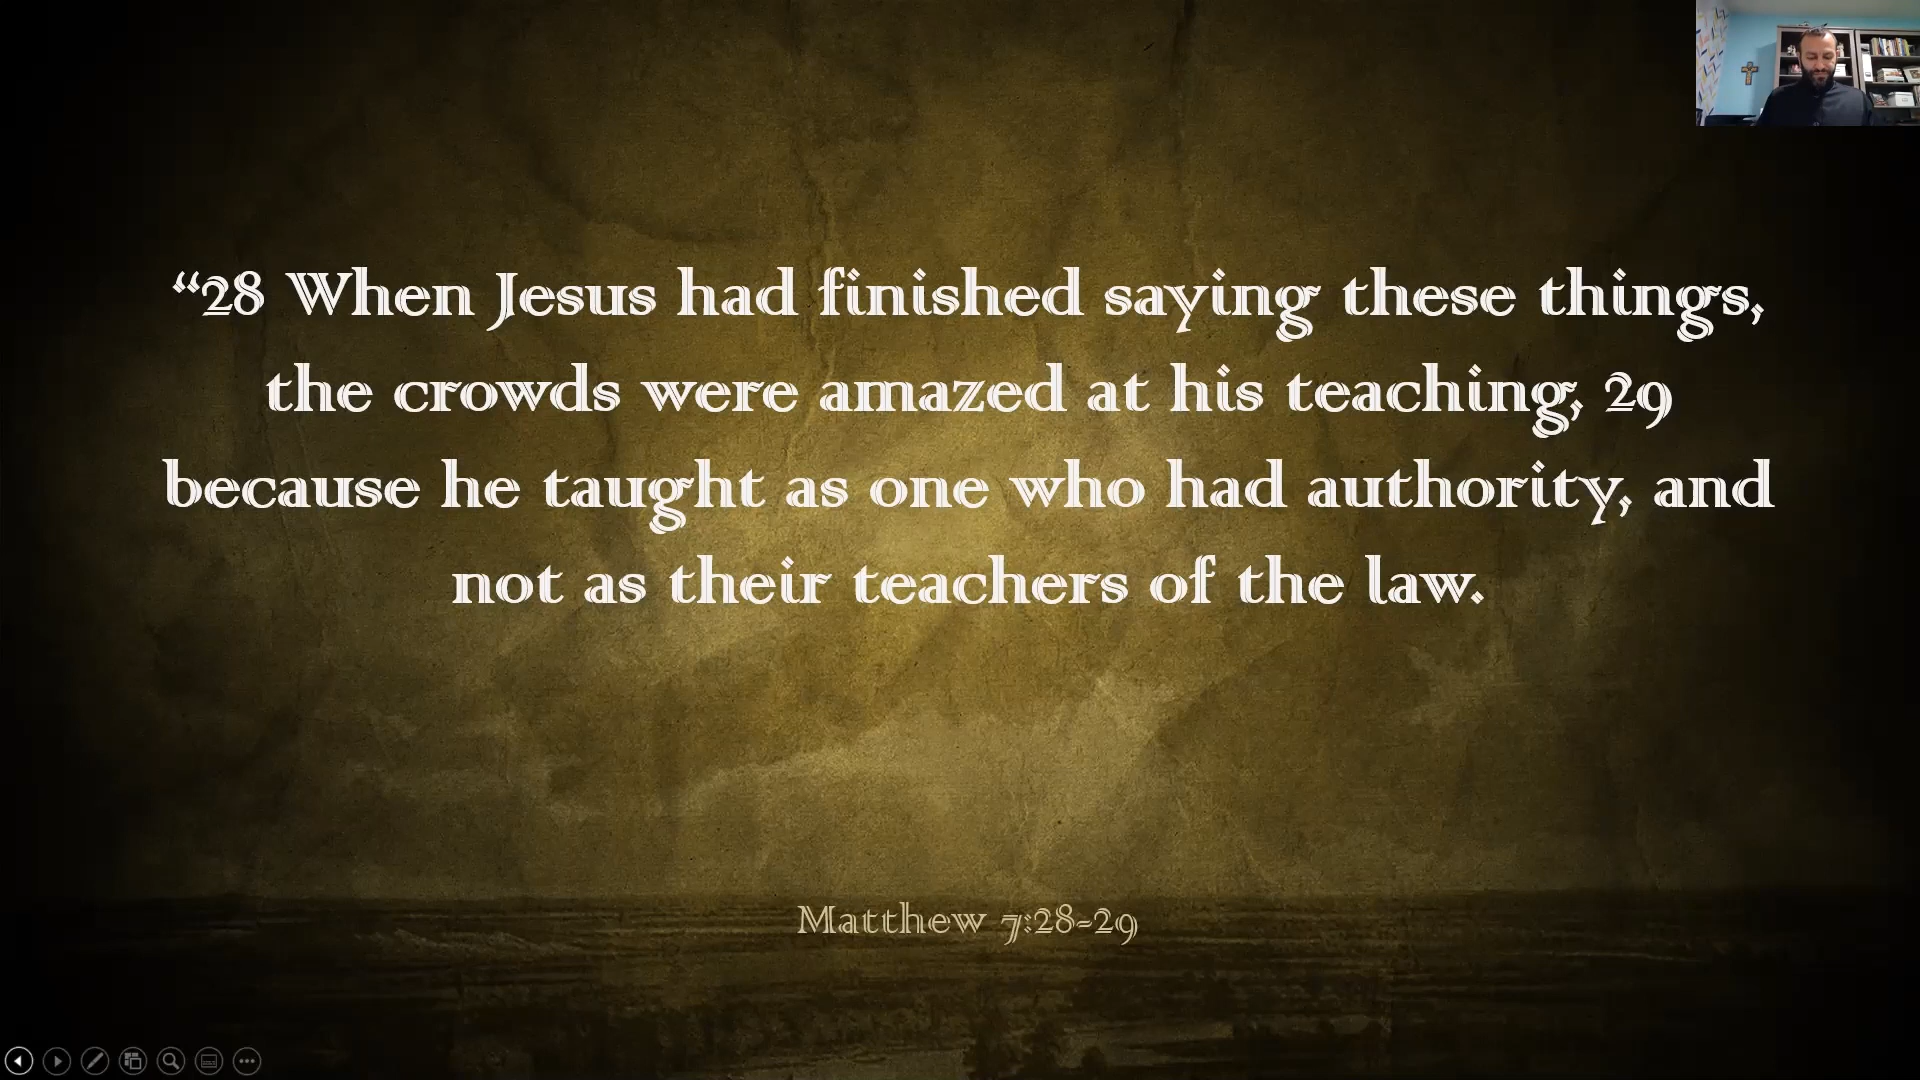 “28 When Jesus had finished saying these things,
the crowds were amazed at his teaching, 29
because he taught as one who had authority, and
not as their teachers of the law.
Matthew 7:28-29